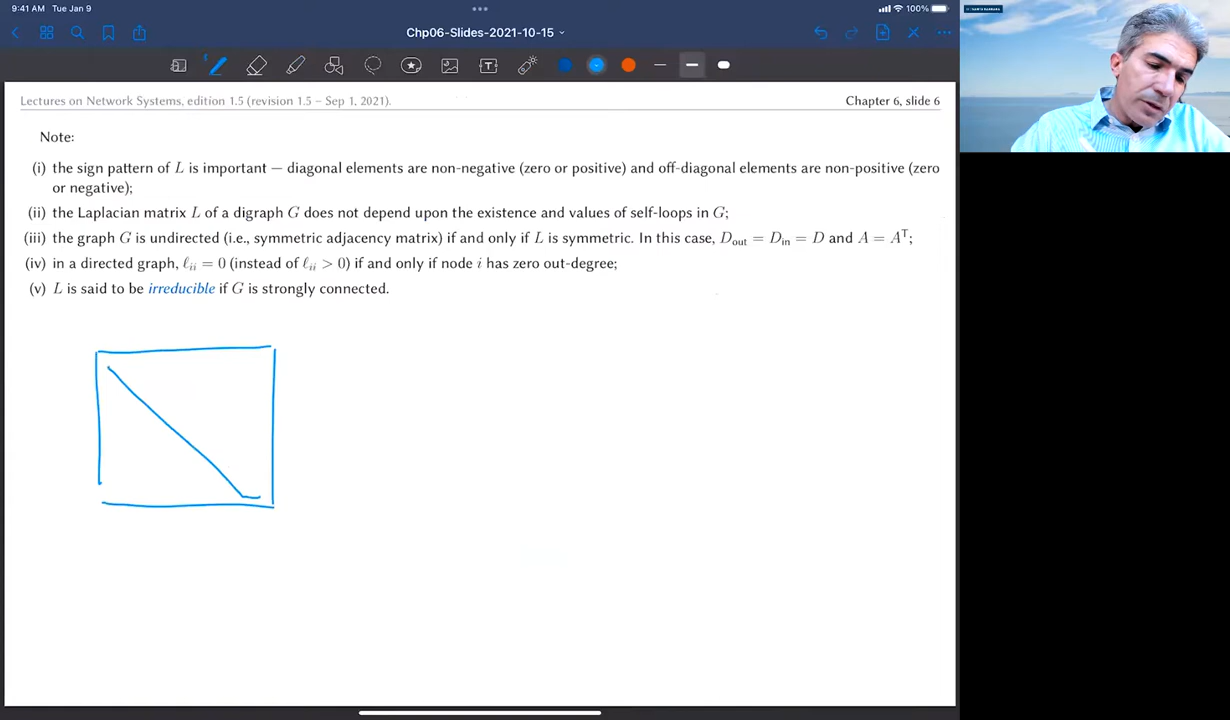 9:41 AM Tue Jan 9
100%
Chp06-Slides-2021-10-15
Lectures on Network Systems, edition 1.5 (revision 1.5 – Sep 1, 2021).
Chapter 6, slide 6
Note:
(i) the sign pattern of L is important — diagonal elements are non-negative (zero or positive) and off-diagonal elements are non-positive (zero
or negative);
(ii) the Laplacian matrix L of a digraph G does not depend upon the existence and values of self-loops in G;
(iii) the graph G is undirected (i.e., symmetric adjacency matrix) if and only if L is symmetric. In this case, D_out = D_in = D and A = A^T;
(iv) in a directed graph, ℓ_ii = 0 (instead of ℓ_ii > 0) if and only if node i has zero out-degree;
(v) L is said to be irreducible if G is strongly connected.